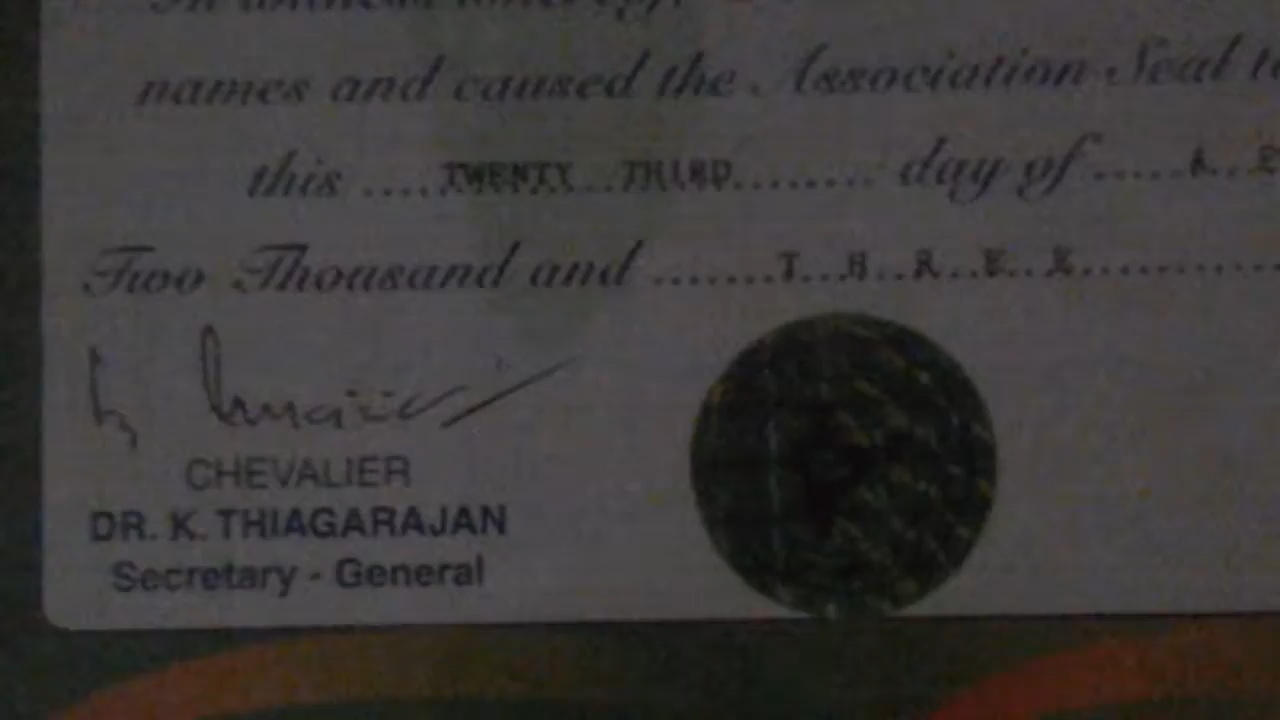 names and caused the Association Seal
this ....TWENTY..THIRD........ day of .....
Two Thousand and .......T..H..R..E..E............
CHEVALIER
DR. K. THIAGARAJAN
Secretary - General